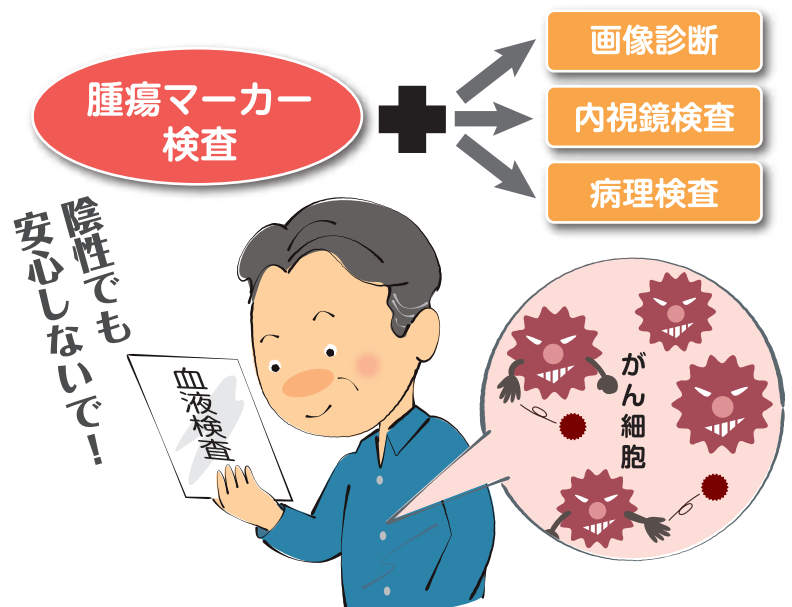 腫瘍マーカー
検査
画像診断
内視鏡検査
病理検査
陰性でも
安心しないで！
血液検査
がん細胞